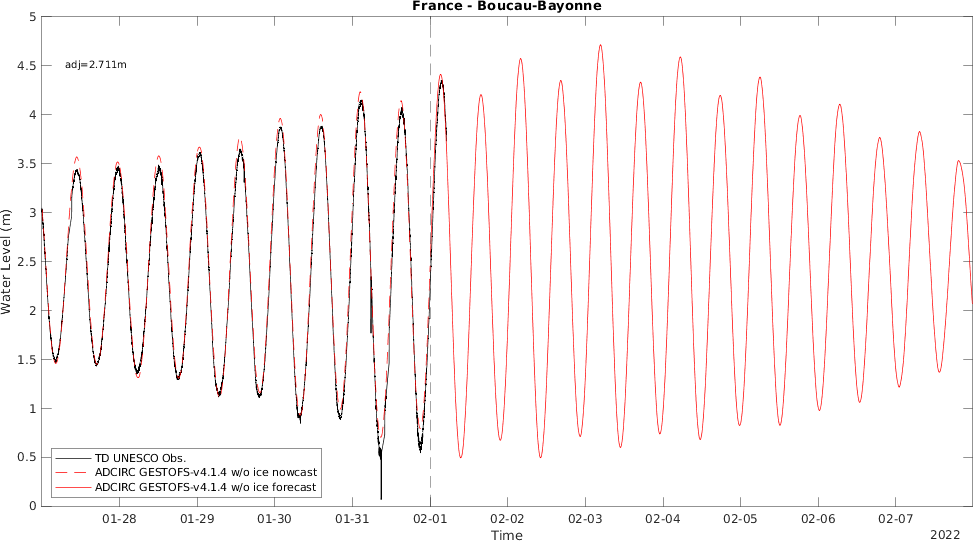 France - Boucau-Bayonne
adj=2.711m
5
4.5
4
3.5
3
2.5
2
1.5
1
0.5
0
Water Level (m)
TD UNESCO Obs.
ADCIRC GESTOFS-v4.1.4 w/o ice nowcast
ADCIRC GESTOFS-v4.1.4 w/o ice forecast
01-28 01-29 01-30 01-31 02-01 02-02 02-03 02-04 02-05 02-06 02-07
Time
2022